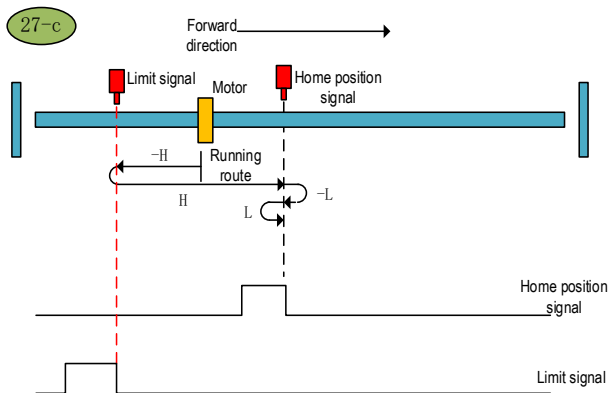 27-c
Forward
direction
Limit signal
Motor
Home position
signal
-H
Running
route
H
-L
L
Home position
signal
Limit signal